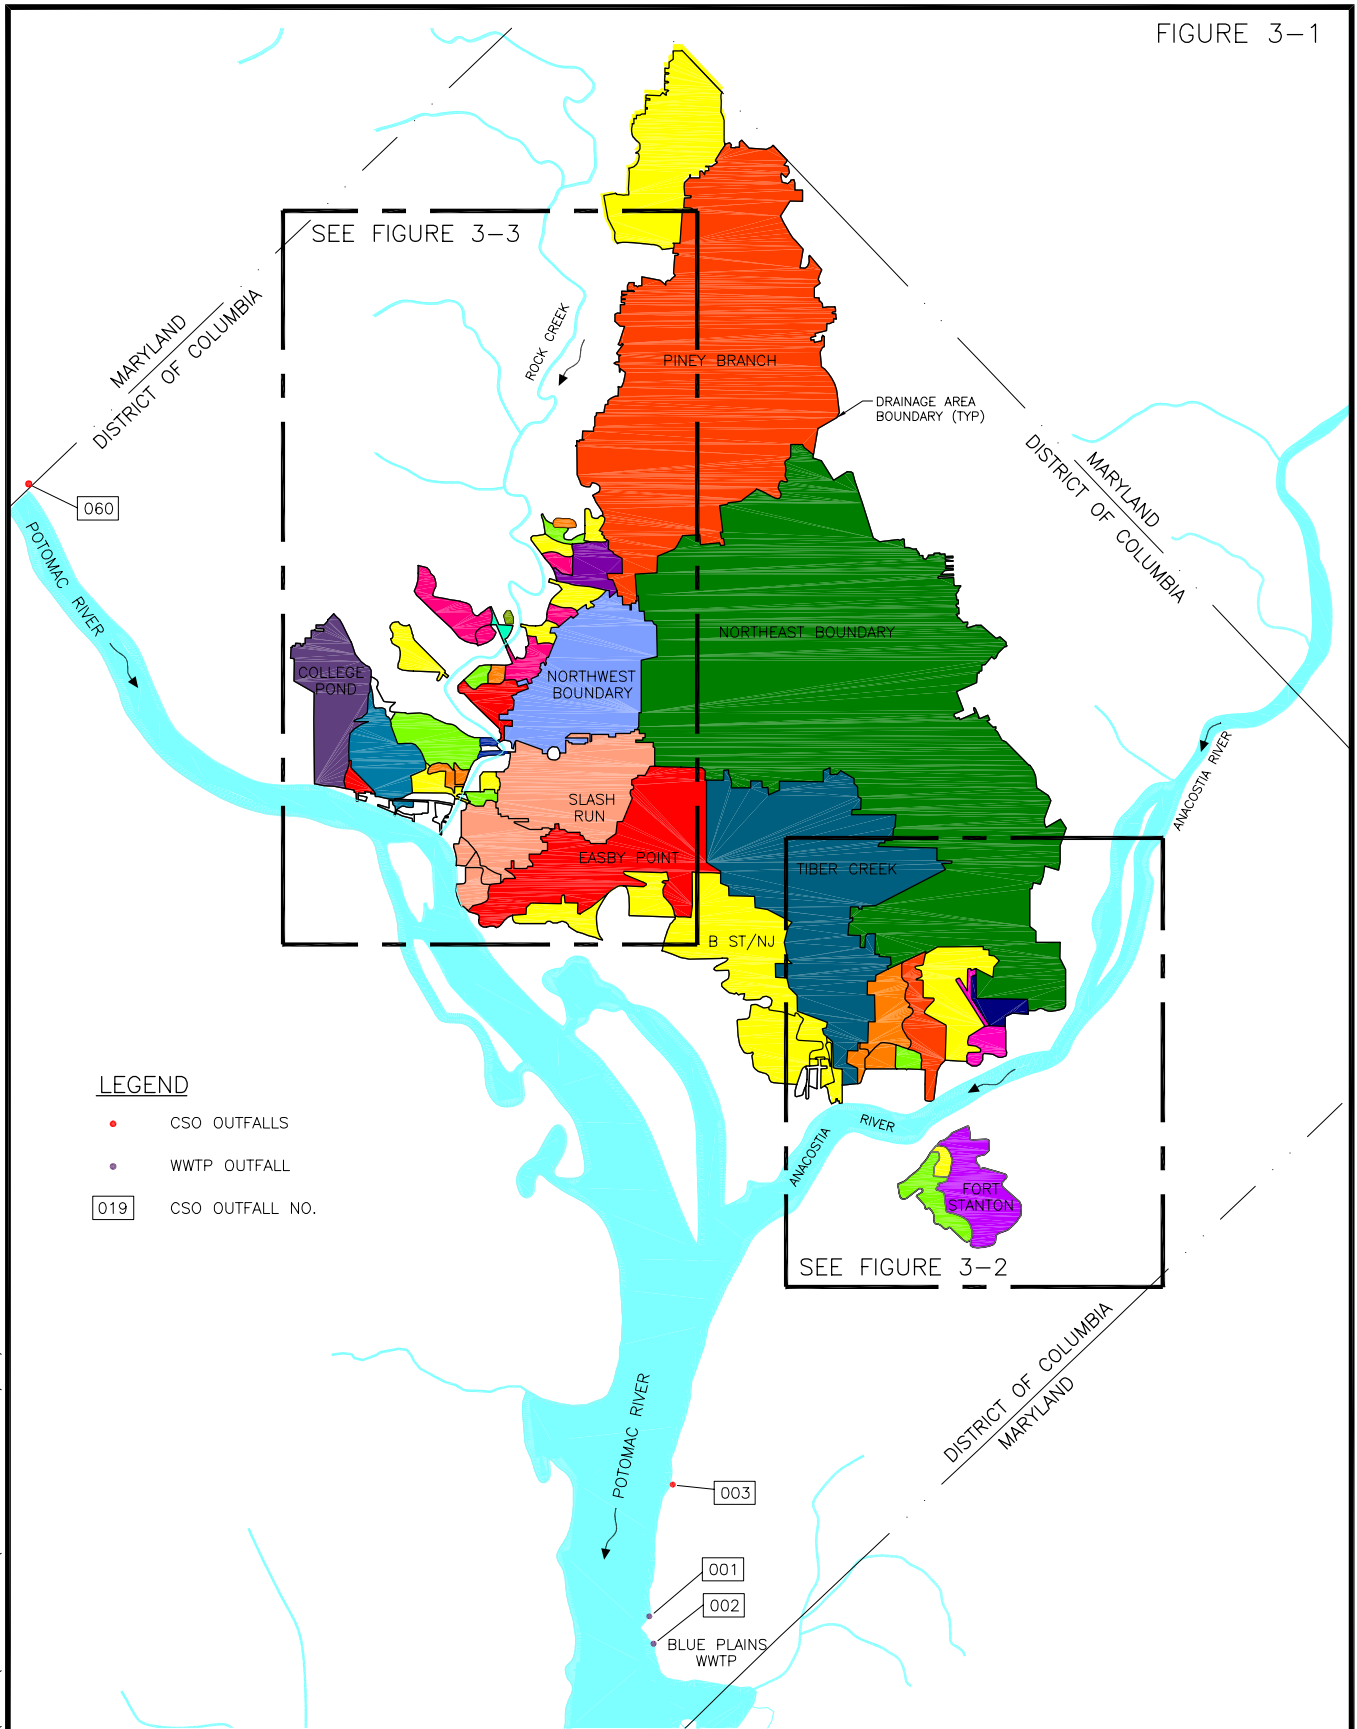 FIGURE 3-1
SEE FIGURE 3-3
MARYLAND
DISTRICT OF COLUMBIA
ROCK CREEK
PINEY BRANCH
DRAINAGE AREA
BOUNDARY (TYP)
MARYLAND
DISTRICT OF COLUMBIA
060
POTOMAC RIVER
NORTHEAST BOUNDARY
COLLEGE
POND
NORTHWEST
BOUNDARY
ANACOSTIA RIVER
SLASH
RUN
EASBY POINT
TIBER CREEK
B ST/NJ
LEGEND
CSO OUTFALLS
WWTP OUTFALL
019 CSO OUTFALL NO.
ANACOSTIA
RIVER
FORT
STANTON
SEE FIGURE 3-2
DISTRICT OF COLUMBIA
MARYLAND
POTOMAC RIVER
003
001
002
BLUE PLAINS
WWTP